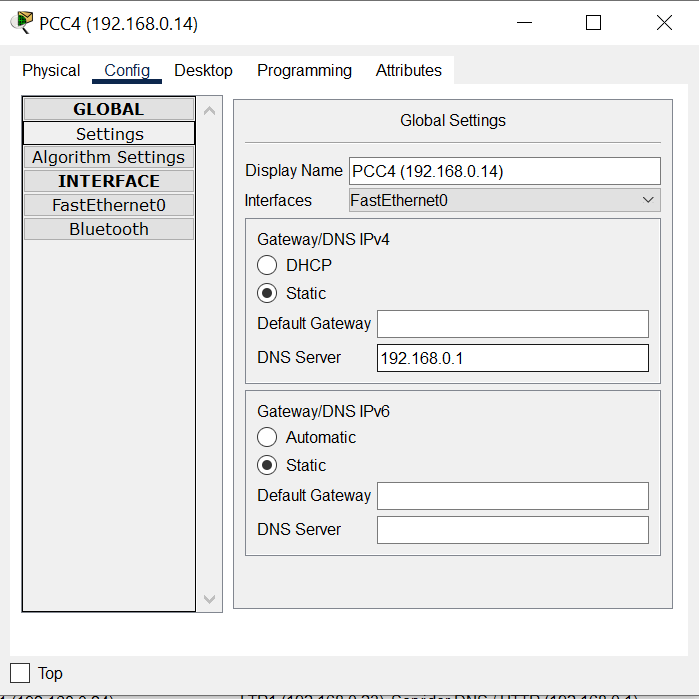 PCC4 (192.168.0.14)
Physical Config Desktop Programming Attributes
GLOBAL
Settings
Algorithm Settings
INTERFACE
FastEthernet0
Bluetooth
Global Settings
Display Name PCC4 (192.168.0.14)
Interfaces FastEthernet0
Gateway/DNS IPv4
DHCP
Static
Default Gateway
DNS Server 192.168.0.1
Gateway/DNS IPv6
Automatic
Static
Default Gateway
DNS Server
Top